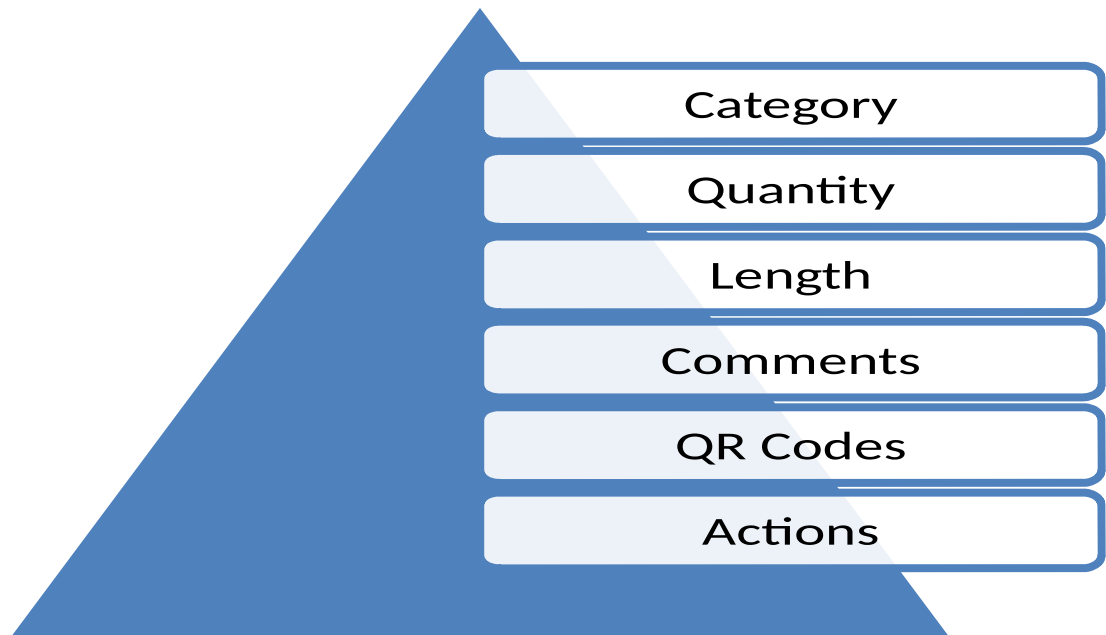 Category
Quantity
Length
Comments
QR Codes
Actions